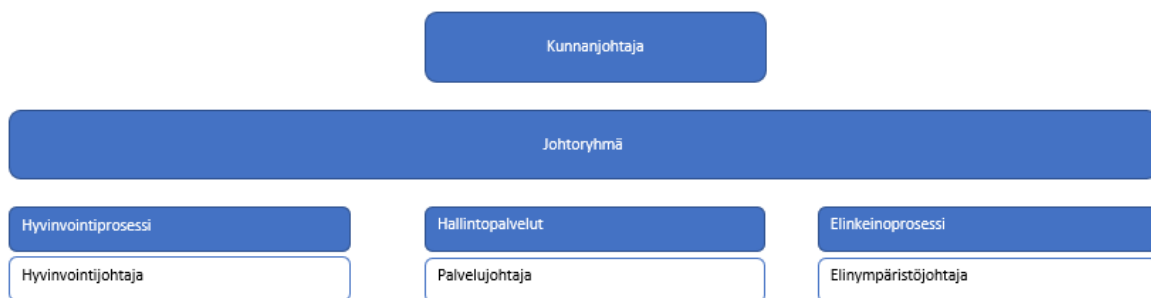 Kunnanjohtaja
Johtoryhmä
Hyvinvointiprosessi
Hallintopalvelut
Elinkeinoprosessi
Hyvinvointijohtaja
Palvelujohtaja
Elinympäristöjohtaja